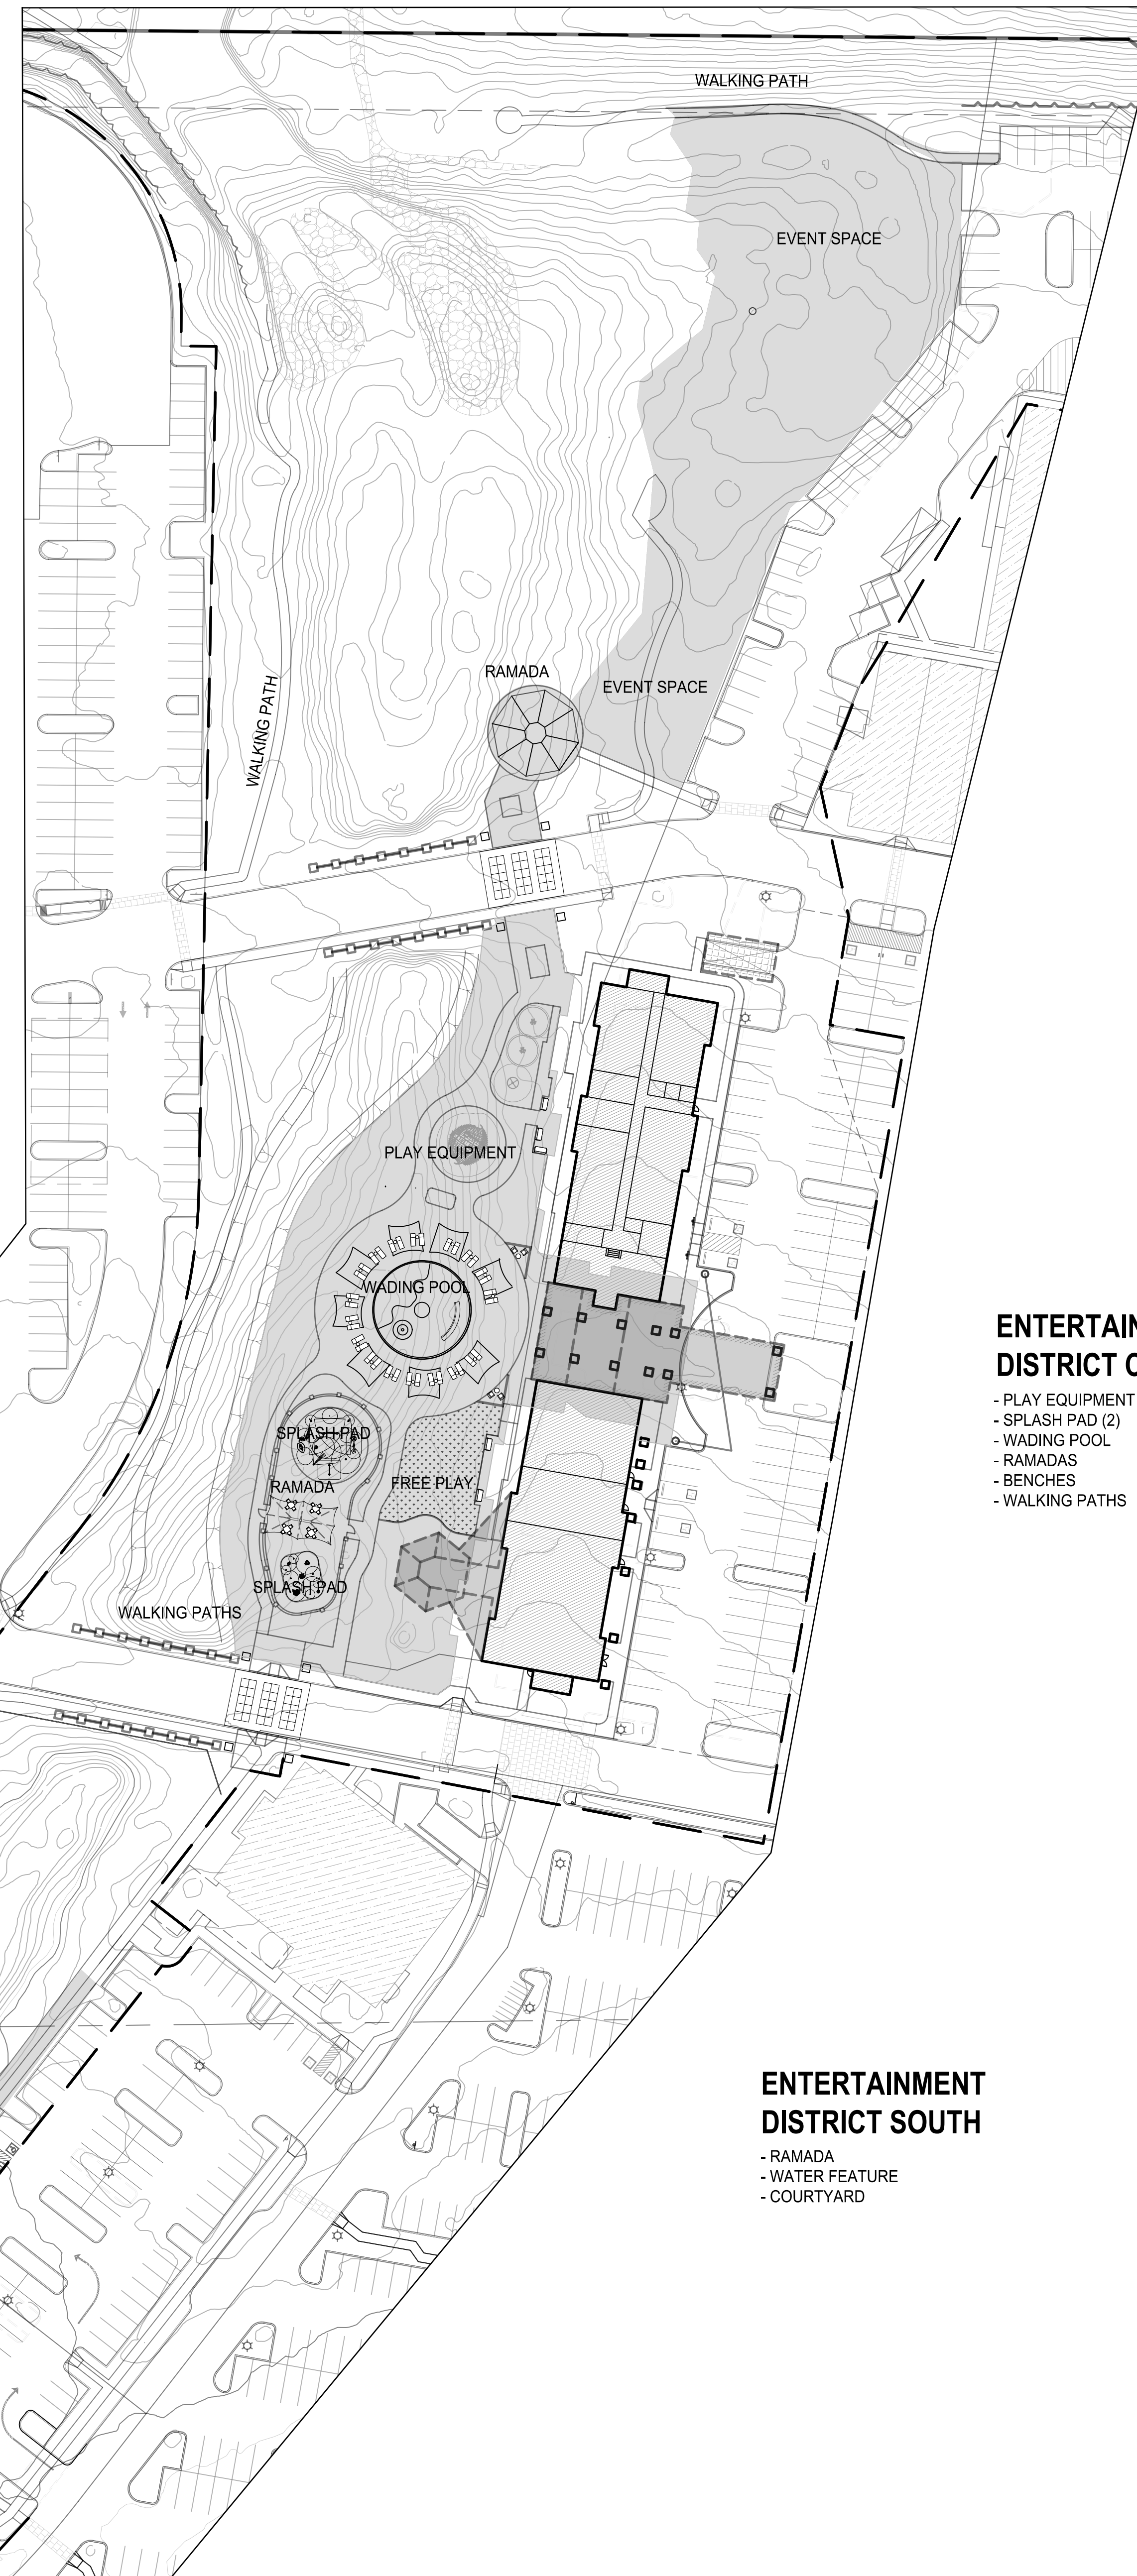 WALKING PATH
EVENT SPACE
RAMADA
EVENT SPACE
WALKING PATH
PLAY EQUIPMENT
WADING POOL
SPLASH PAD
RAMADA
FREE PLAY
SPLASH PAD
WALKING PATHS
ENTERTAIN
DISTRICT C
- PLAY EQUIPMENT
- SPLASH PAD (2)
- WADING POOL
- RAMADAS
- BENCHES
- WALKING PATHS
ENTERTAINMENT
DISTRICT SOUTH
- RAMADA
- WATER FEATURE
- COURTYARD